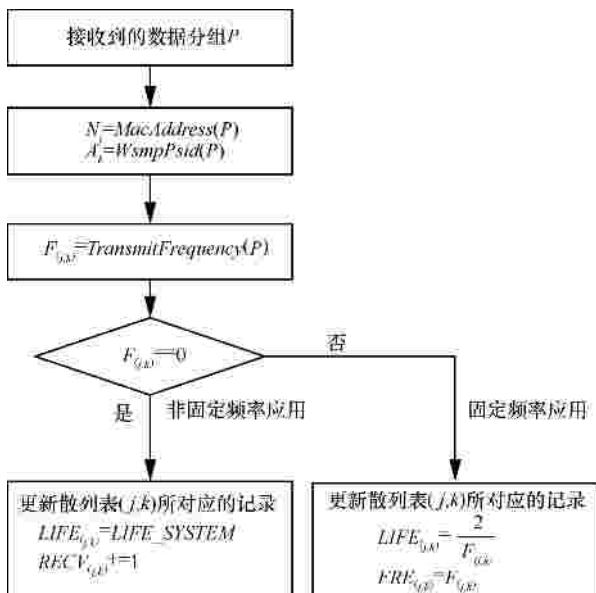 接收到的数据分组P
N_j=MacAddress(P)
A_k=WsmpPsid(P)
F_(j,k)=TransmitFrequency(P)
F_(j,k)==0
否
是
非固定频率应用
固定频率应用
更新散列表(j,k)所对应的记录
LIFE_(j,k)=LIFE_SYSTEM
RECV_(j,k)+=1
更新散列表(j,k)所对应的记录
LIFE_(j,k)=2/F_(j,k)
FRE_(j,k)=F_(j,k)